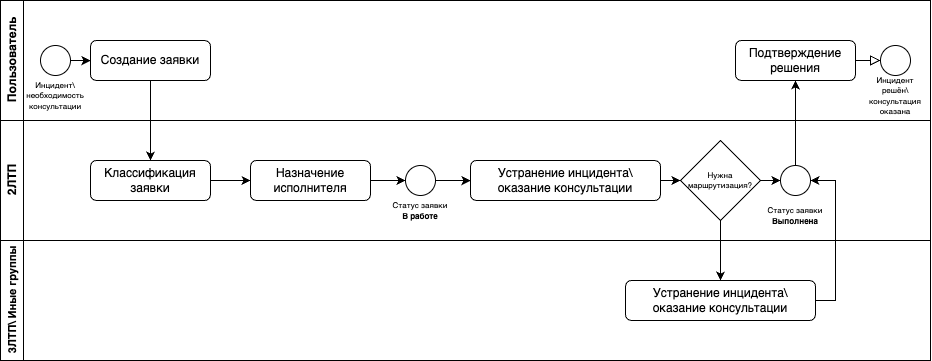 Пользователь
Инцидент\
необходимость
консультации
Создание заявки
Подтверждение
решения
Инцидент
решён\
консультация
оказана
2ЛТП
Классификация
заявки
Назначение
исполнителя
Статус заявки
В работе
Устранение инцидента\
оказание консультации
Нужна
маршрутизация?
Статус заявки
Выполнена
3ЛТП\ Иные группы
Устранение инцидента\
оказание консультации